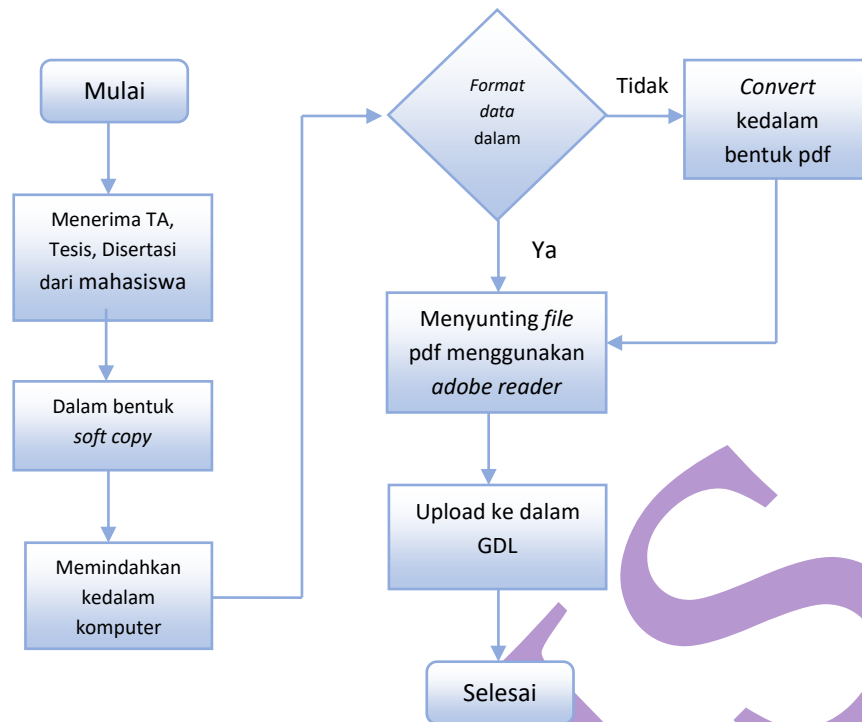 Mulai
Menerima TA,
Tesis, Disertasi
dari mahasiswa
Dalam bentuk
soft copy
Memindahkan
kedalam
komputer
Format
data
dalam
Tidak
Convert
kedalam
bentuk pdf
Ya
Menyunting file
pdf menggunakan
adobe reader
Upload ke dalam
GDL
Selesai